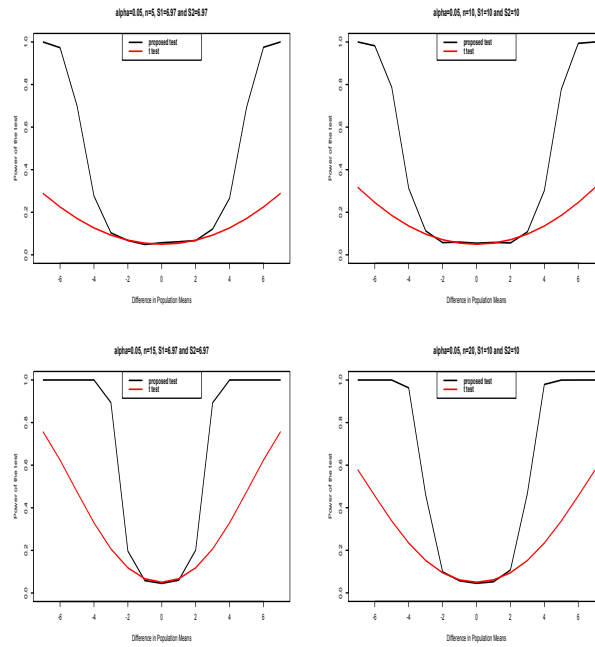 alpha=0.05, n=5, S1=6.97 and S2=6.97
proposed test
t test
Power of the test
0.0 0.2 0.4 0.6 0.8 1.0
-6 -4 -2 0 2 4 6
Difference in Population Means
alpha=0.05, n=10, S1=10 and S2=10
proposed test
t test
Power of the test
0.0 0.2 0.4 0.6 0.8 1.0
-6 -4 -2 0 2 4 6
Difference in Population Means
alpha=0.05, n=15, S1=6.97 and S2=6.97
proposed test
t test
Power of the test
0.0 0.2 0.4 0.6 0.8 1.0
-6 -4 -2 0 2 4 6
Difference in Population Means
alpha=0.05, n=20, S1=10 and S2=10
proposed test
t test
Power of the test
0.0 0.2 0.4 0.6 0.8 1.0
-6 -4 -2 0 2 4 6
Difference in Population Means